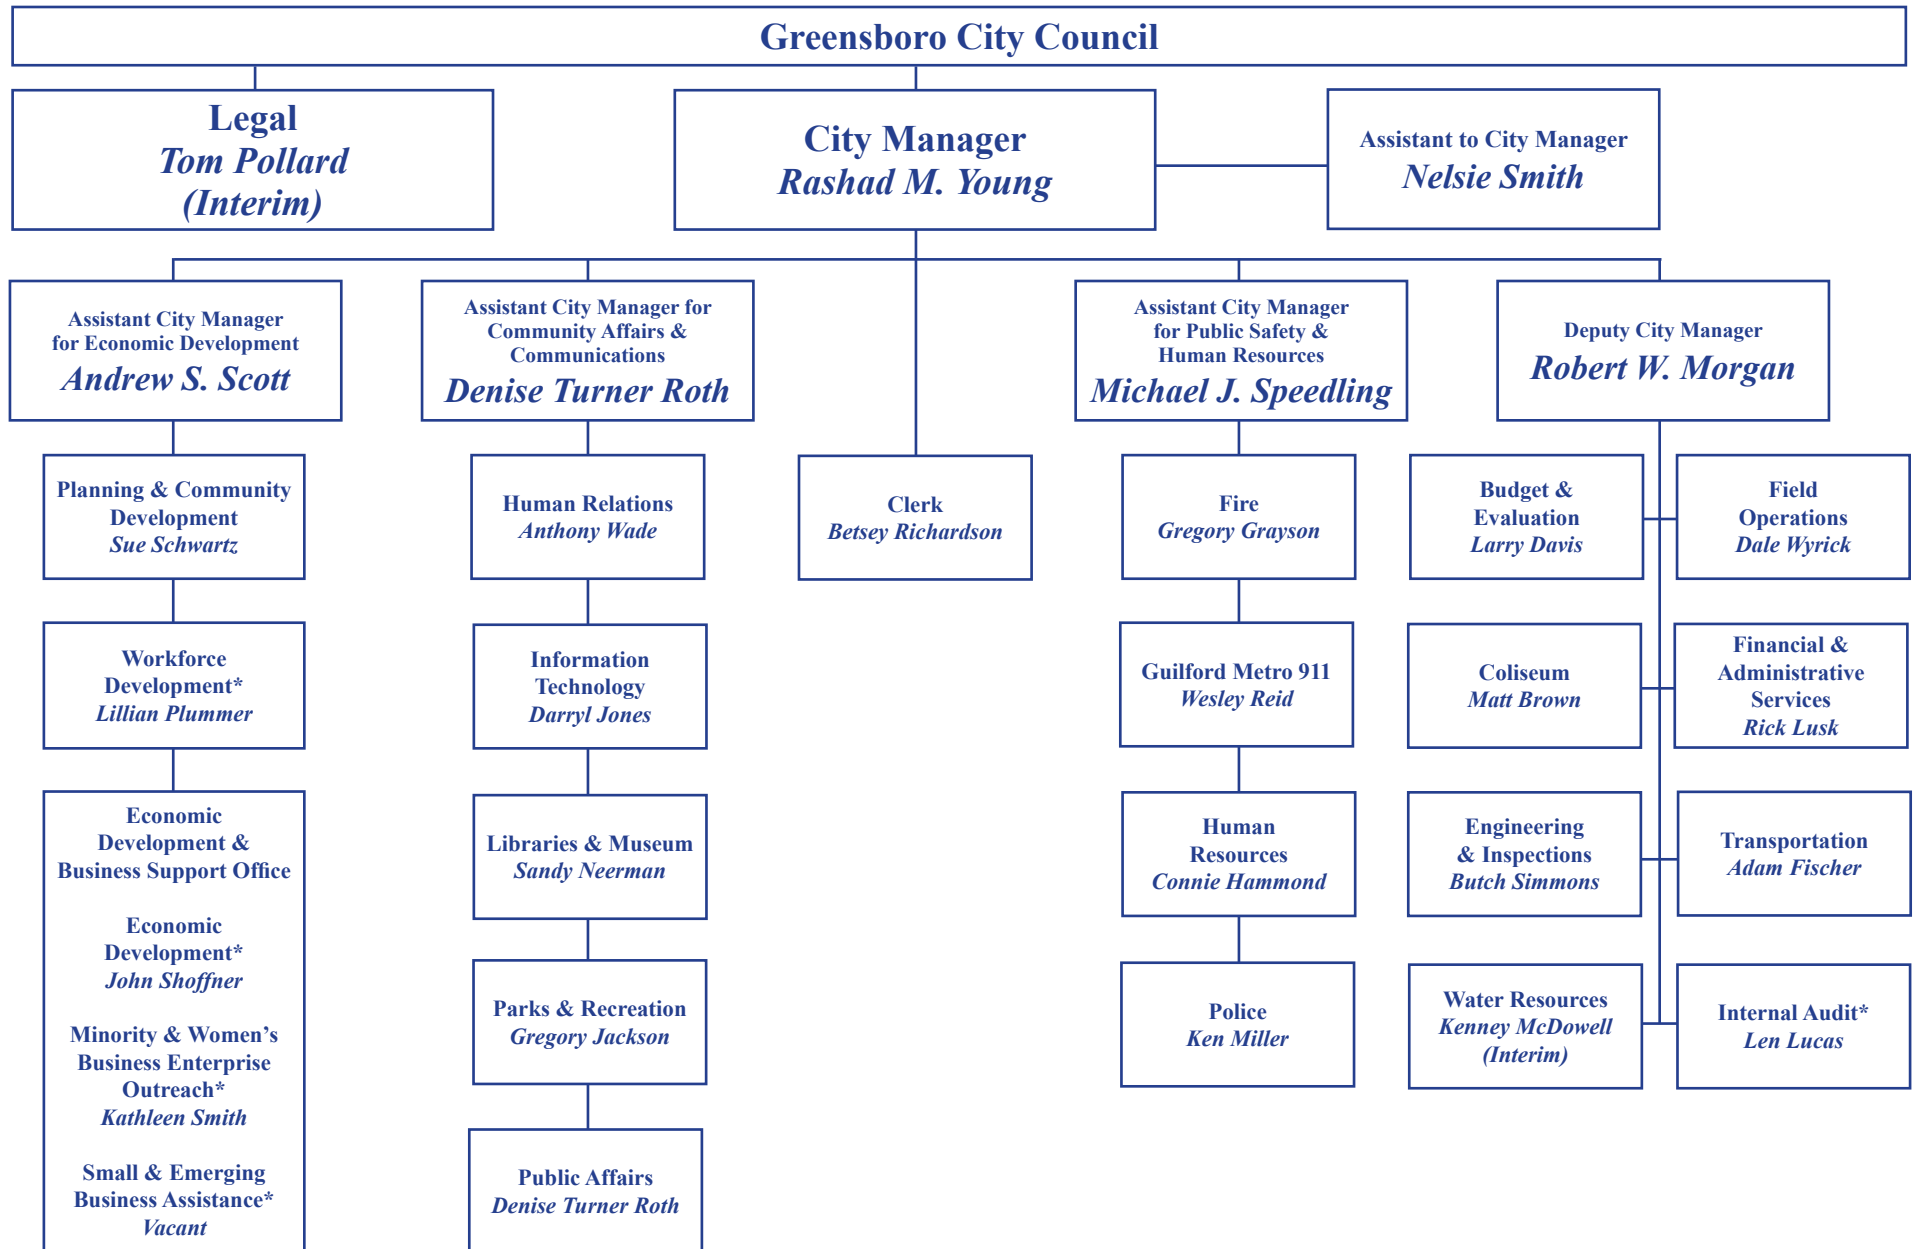 Greensboro City Council
Legal
Tom Pollard
(Interim)
City Manager
Rashad M. Young
Assistant to City Manager
Nelsie Smith
Assistant City Manager
for Economic Development
Andrew S. Scott
Assistant City Manager for
Community Affairs &
Communications
Denise Turner Roth
Assistant City Manager
for Public Safety &
Human Resources
Michael J. Speedling
Deputy City Manager
Robert W. Morgan
Planning & Community
Development
Sue Schwartz
Workforce
Development*
Lillian Plummer
Economic
Development &
Business Support Office
Economic
Development*
John Shoffner
Minority & Women’s
Business Enterprise
Outreach*
Kathleen Smith
Small & Emerging
Business Assistance*
Vacant
Human Relations
Anthony Wade
Information
Technology
Darryl Jones
Libraries & Museum
Sandy Neerman
Parks & Recreation
Gregory Jackson
Public Affairs
Denise Turner Roth
Clerk
Betsey Richardson
Fire
Gregory Grayson
Guilford Metro 911
Wesley Reid
Human
Resources
Connie Hammond
Police
Ken Miller
Budget &
Evaluation
Larry Davis
Field
Operations
Dale Wyrick
Coliseum
Matt Brown
Financial &
Administrative
Services
Rick Lusk
Engineering
& Inspections
Butch Simmons
Transportation
Adam Fischer
Water Resources
Kenney McDowell
(Interim)
Internal Audit*
Len Lucas